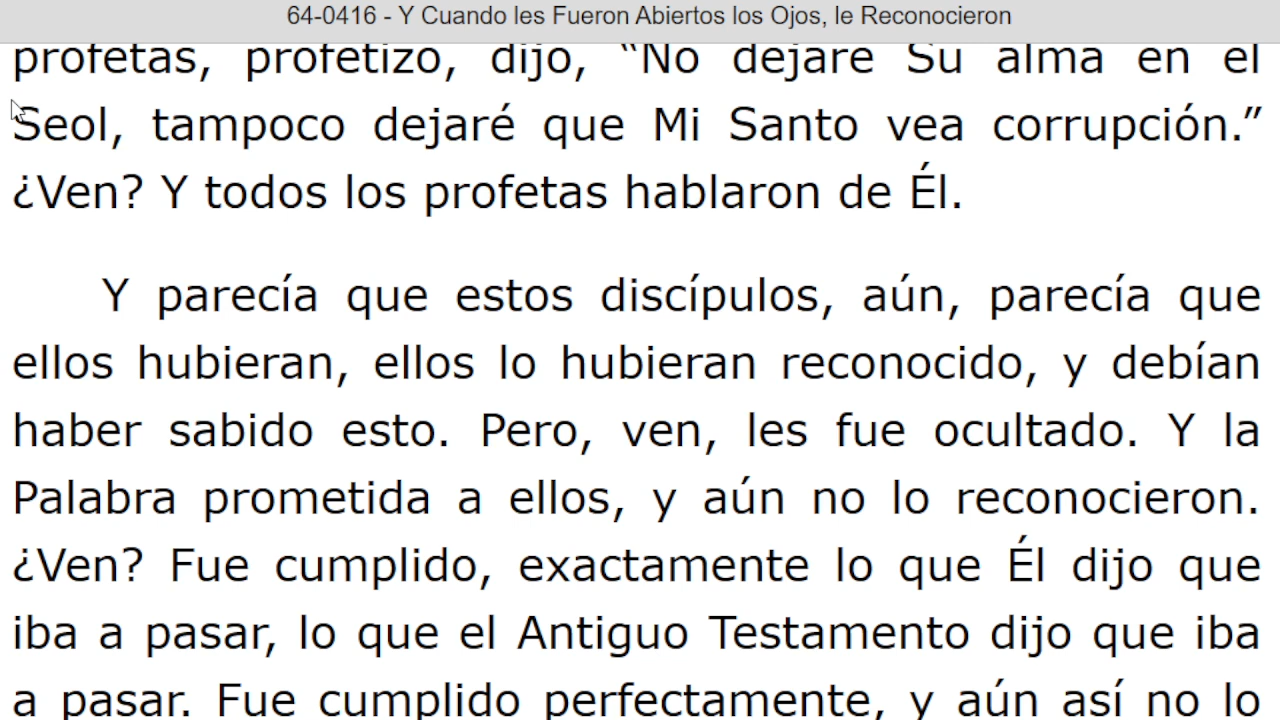 64-0416 - Y Cuando les Fueron Abiertos los Ojos, le Reconocieron
profetas, profetizó, dijo, “No dejaré Su alma en el
Seol, tampoco dejaré que Mi Santo vea corrupción.”
¿Ven? Y todos los profetas hablaron de Él.
Y parecía que estos discípulos, aún, parecía que
ellos hubieran, ellos lo hubieran reconocido, y debían
haber sabido esto. Pero, ven, les fue ocultado. Y la
Palabra prometida a ellos, y aún no lo reconocieron.
¿Ven? Fue cumplido, exactamente lo que Él dijo que
iba a pasar, lo que el Antiguo Testamento dijo que iba
a pasar. Fue cumplido perfectamente, y aún así no lo